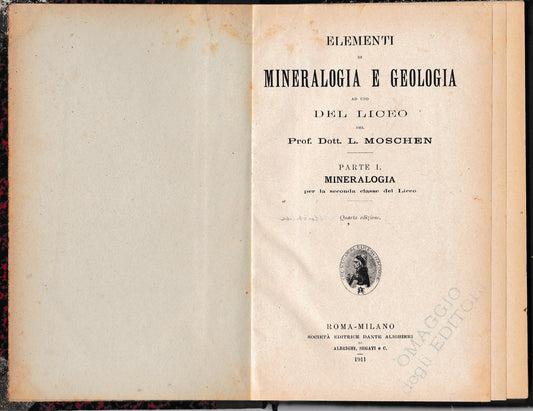 ELEMENTI
DI
MINERALOGIA E GEOLOGIA
AD USO
DEL LICEO
DEL
Prof. Dott. L. MOSCHEN
PARTE I.
MINERALOGIA
per la seconda classe del Liceo
Quarta edizione.
ROMA-MILANO
SOCIETÀ EDITRICE DANTE ALIGHIERI
DI
ALBRIGHI, SEGATI & C.
1911
OMAGGIO
degli EDITORI